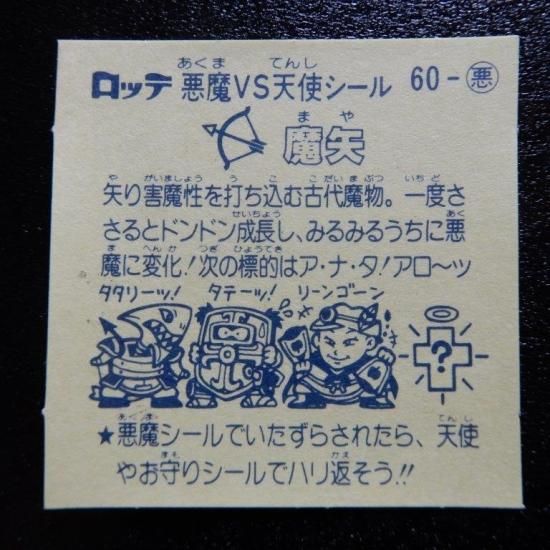 ロッテ 悪魔VS天使シール 60-悪
魔矢
矢り害魔性を打ち込む古代魔物。一度さ
さるとドンドン成長し、みるみるうちに悪
魔に変化!次の標的はア・ナ・タ!アロ〜ッ
タタリーッ! タテーッ! リーンゴーン
?
★悪魔シールでいたずらされたら、天使
やお守りシールでハリ返そう!!